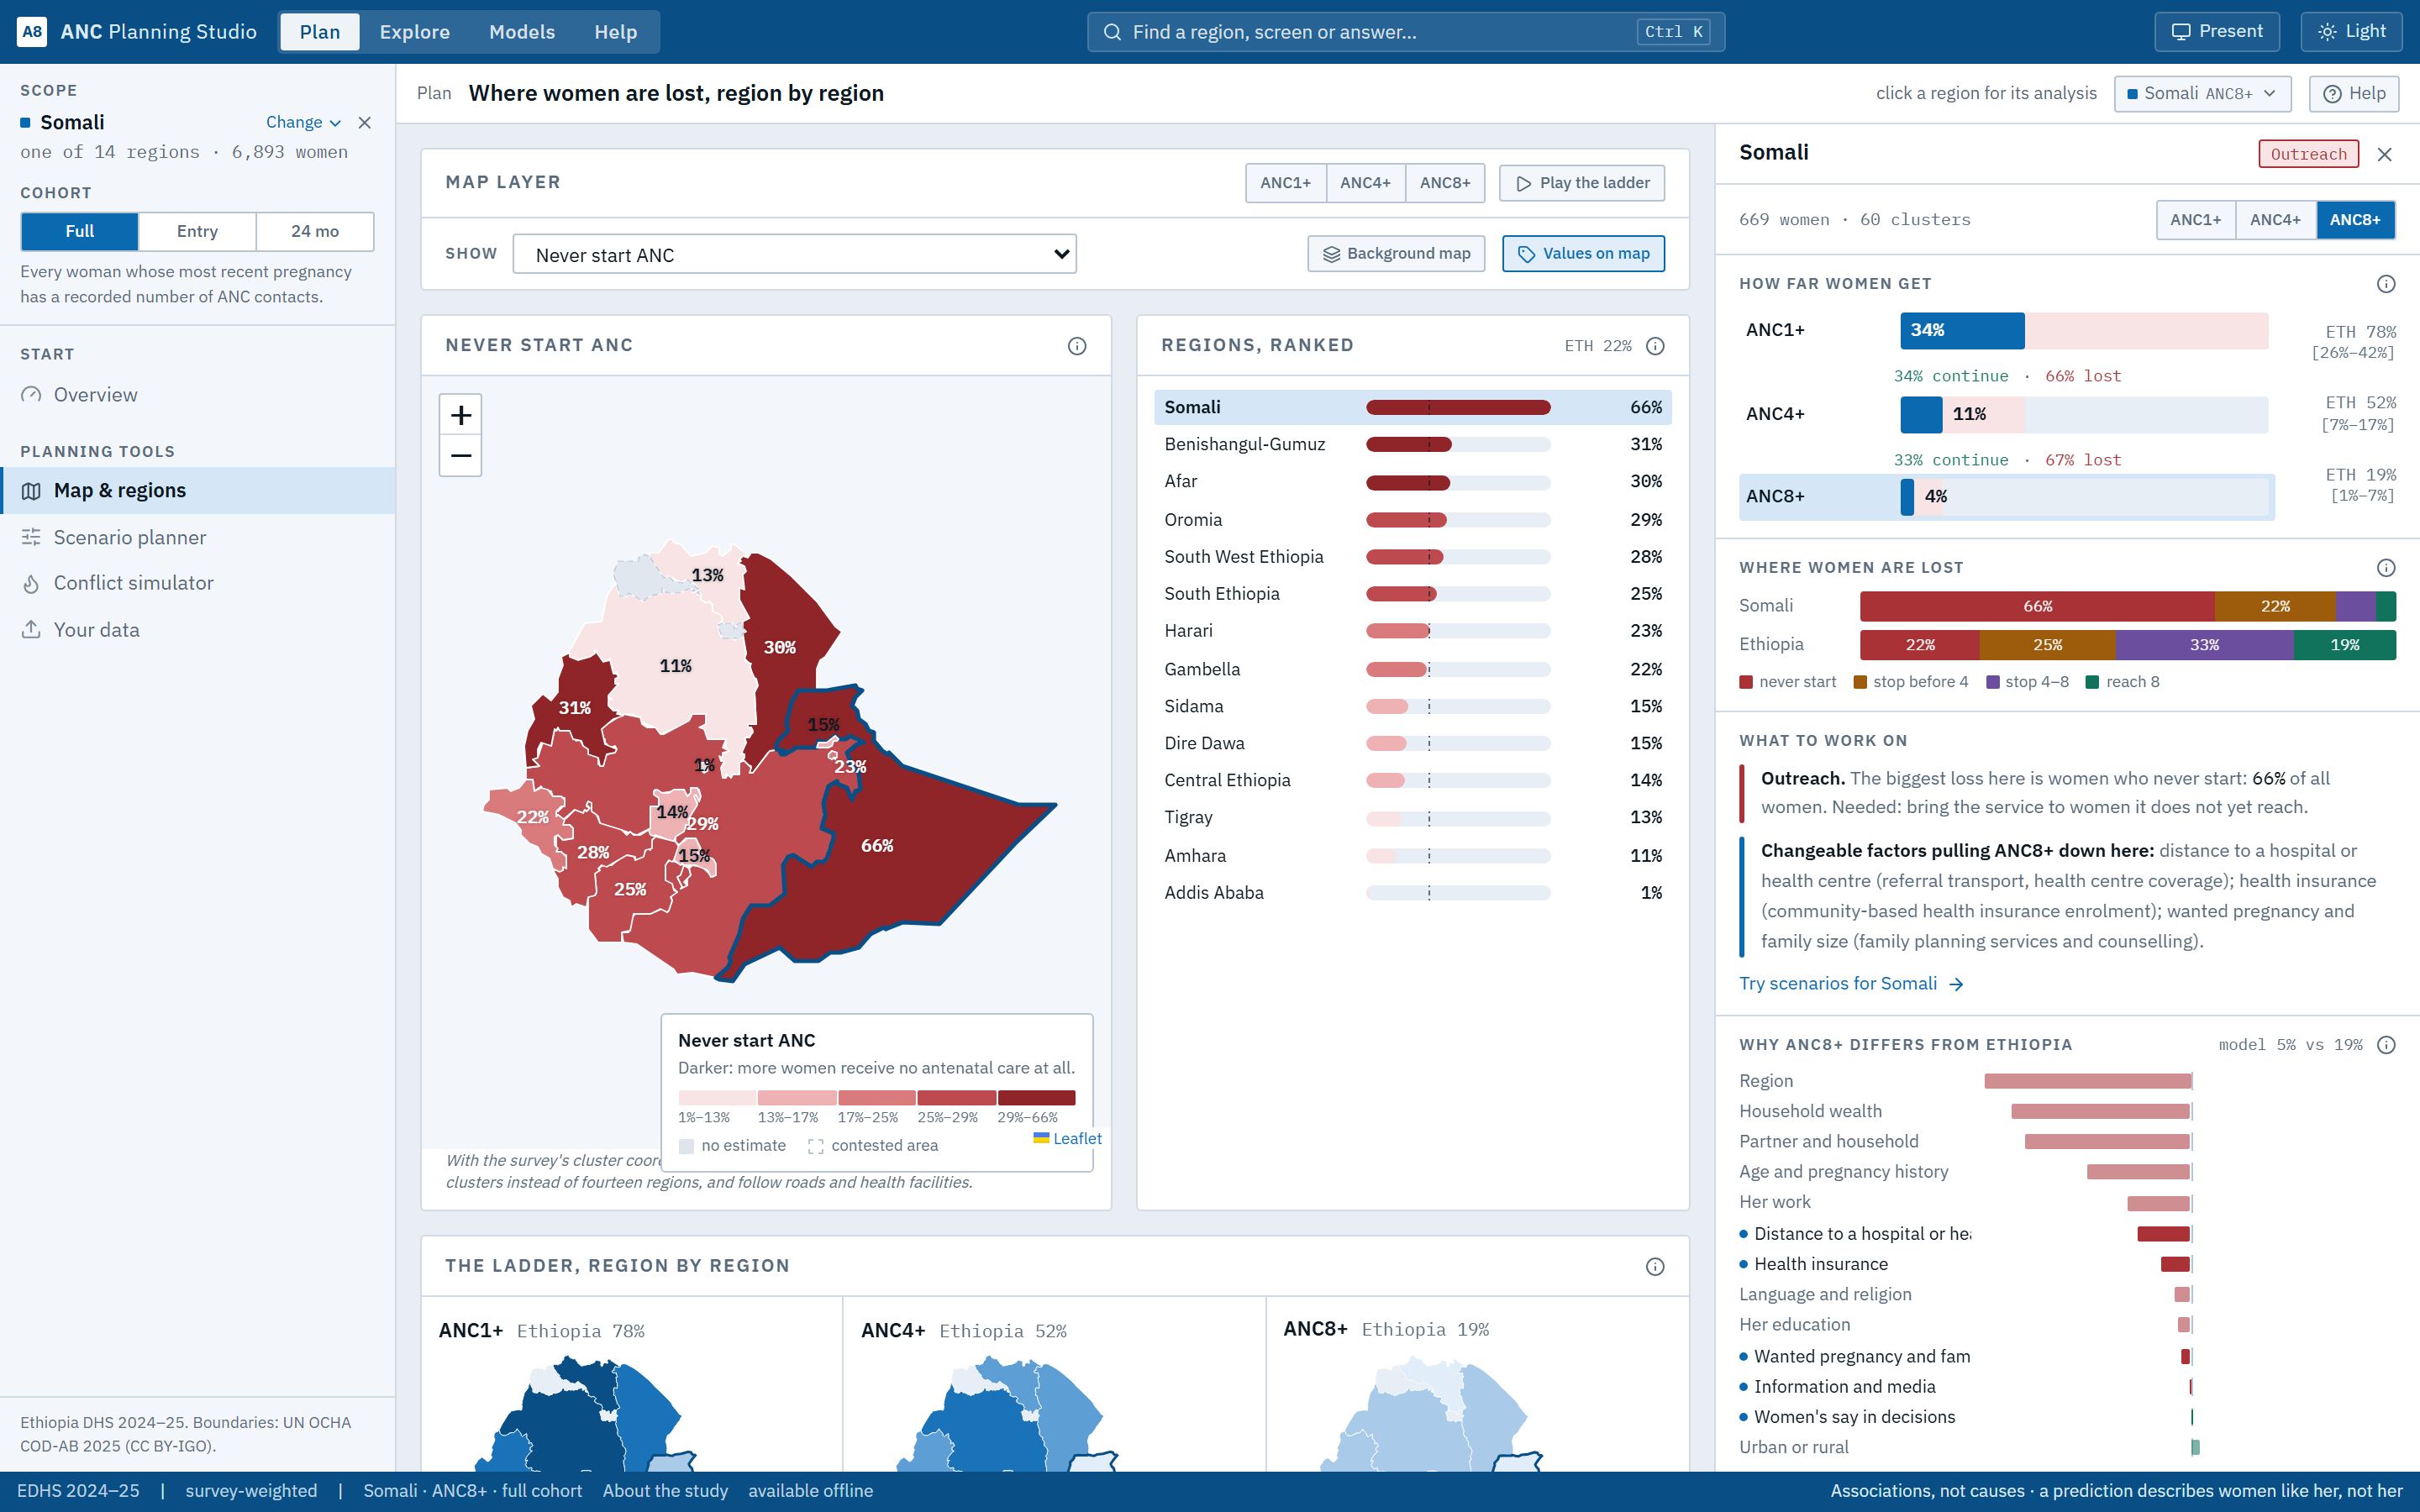 A8 ANC Planning Studio Plan Explore Models Help Find a region, screen or answer... Ctrl K Present Light
SCOPE
Somali Change
one of 14 regions · 6,893 women
COHORT
Full Entry 24 mo
Every woman whose most recent pregnancy
has a recorded number of ANC contacts.
START
Overview
PLANNING TOOLS
Map & regions
Scenario planner
Conflict simulator
Your data
Ethiopia DHS 2024–25. Boundaries: UN OCHA
COD-AB 2025 (CC BY-IGO).
Plan Where women are lost, region by region click a region for its analysis Somali ANC8+ Help
MAP LAYER ANC1+ ANC4+ ANC8+ Play the ladder
SHOW Never start ANC Background map Values on map
NEVER START ANC
+
−
13%
30%
11%
31%
15%
1%
23%
14%
22%
29%
66%
28%
15%
25%
Never start ANC
Darker: more women receive no antenatal care at all.
1%–13% 13%–17% 17%–25% 25%–29% 29%–66%
no estimate contested area
Leaflet
With the survey's cluster coor
clusters instead of fourteen regions, and follow roads and health facilities.
REGIONS, RANKED ETH 22%
Somali 66%
Benishangul-Gumuz 31%
Afar 30%
Oromia 29%
South West Ethiopia 28%
South Ethiopia 25%
Harari 23%
Gambella 22%
Sidama 15%
Dire Dawa 15%
Central Ethiopia 14%
Tigray 13%
Amhara 11%
Addis Ababa 1%
THE LADDER, REGION BY REGION
ANC1+ Ethiopia 78%
ANC4+ Ethiopia 52%
ANC8+ Ethiopia 19%
Somali Outreach
669 women · 60 clusters ANC1+ ANC4+ ANC8+
HOW FAR WOMEN GET
ANC1+ 34% ETH 78%
[26%–42%]
34% continue · 66% lost
ANC4+ 11% ETH 52%
[7%–17%]
33% continue · 67% lost
ANC8+ 4% ETH 19%
[1%–7%]
WHERE WOMEN ARE LOST
Somali 66% 22%
Ethiopia 22% 25% 33% 19%
never start stop before 4 stop 4–8 reach 8
WHAT TO WORK ON
Outreach. The biggest loss here is women who never start: 66% of all
women. Needed: bring the service to women it does not yet reach.
Changeable factors pulling ANC8+ down here: distance to a hospital or
health centre (referral transport, health centre coverage); health insurance
(community-based health insurance enrolment); wanted pregnancy and
family size (family planning services and counselling).
Try scenarios for Somali →
WHY ANC8+ DIFFERS FROM ETHIOPIA model 5% vs 19%
Region
Household wealth
Partner and household
Age and pregnancy history
Her work
Distance to a hospital or hea
Health insurance
Language and religion
Her education
Wanted pregnancy and fam
Information and media
Women's say in decisions
Urban or rural
EDHS 2024–25 | survey-weighted | Somali · ANC8+ · full cohort About the study available offline Associations, not causes · a prediction describes women like her, not her